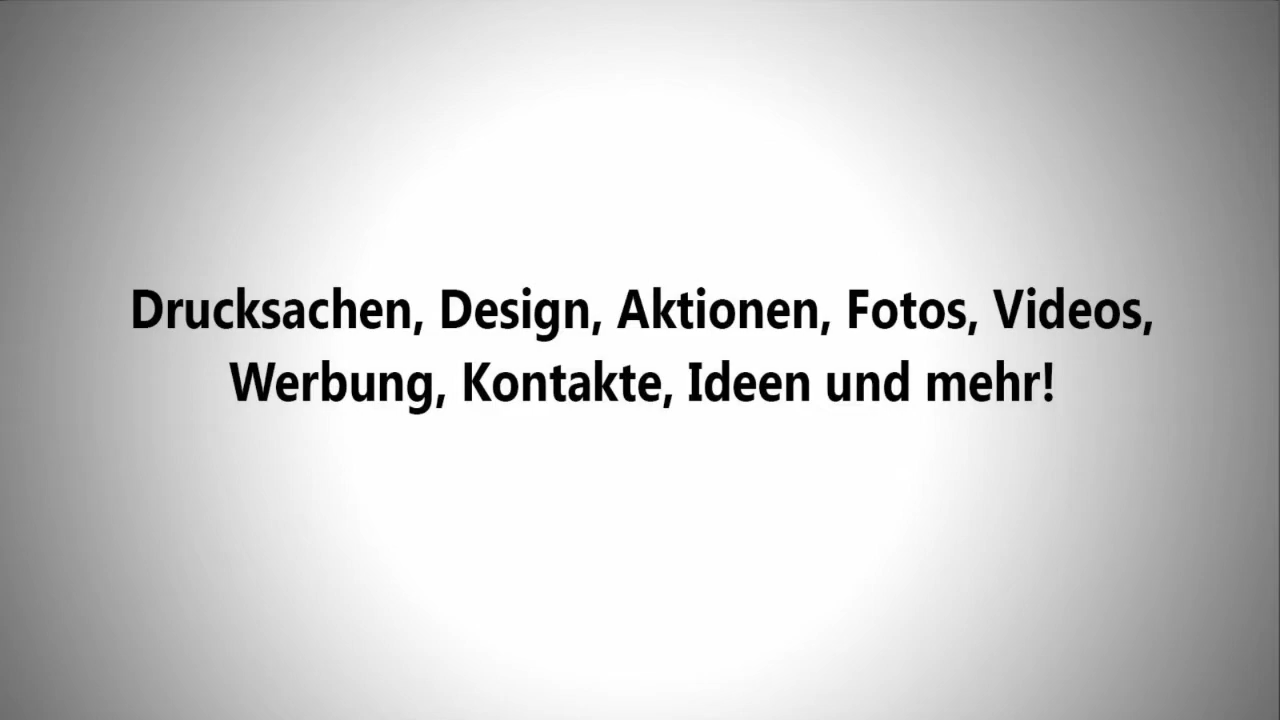 Drucksachen, Design, Aktionen, Fotos, Videos,
Werbung, Kontakte, Ideen und mehr!